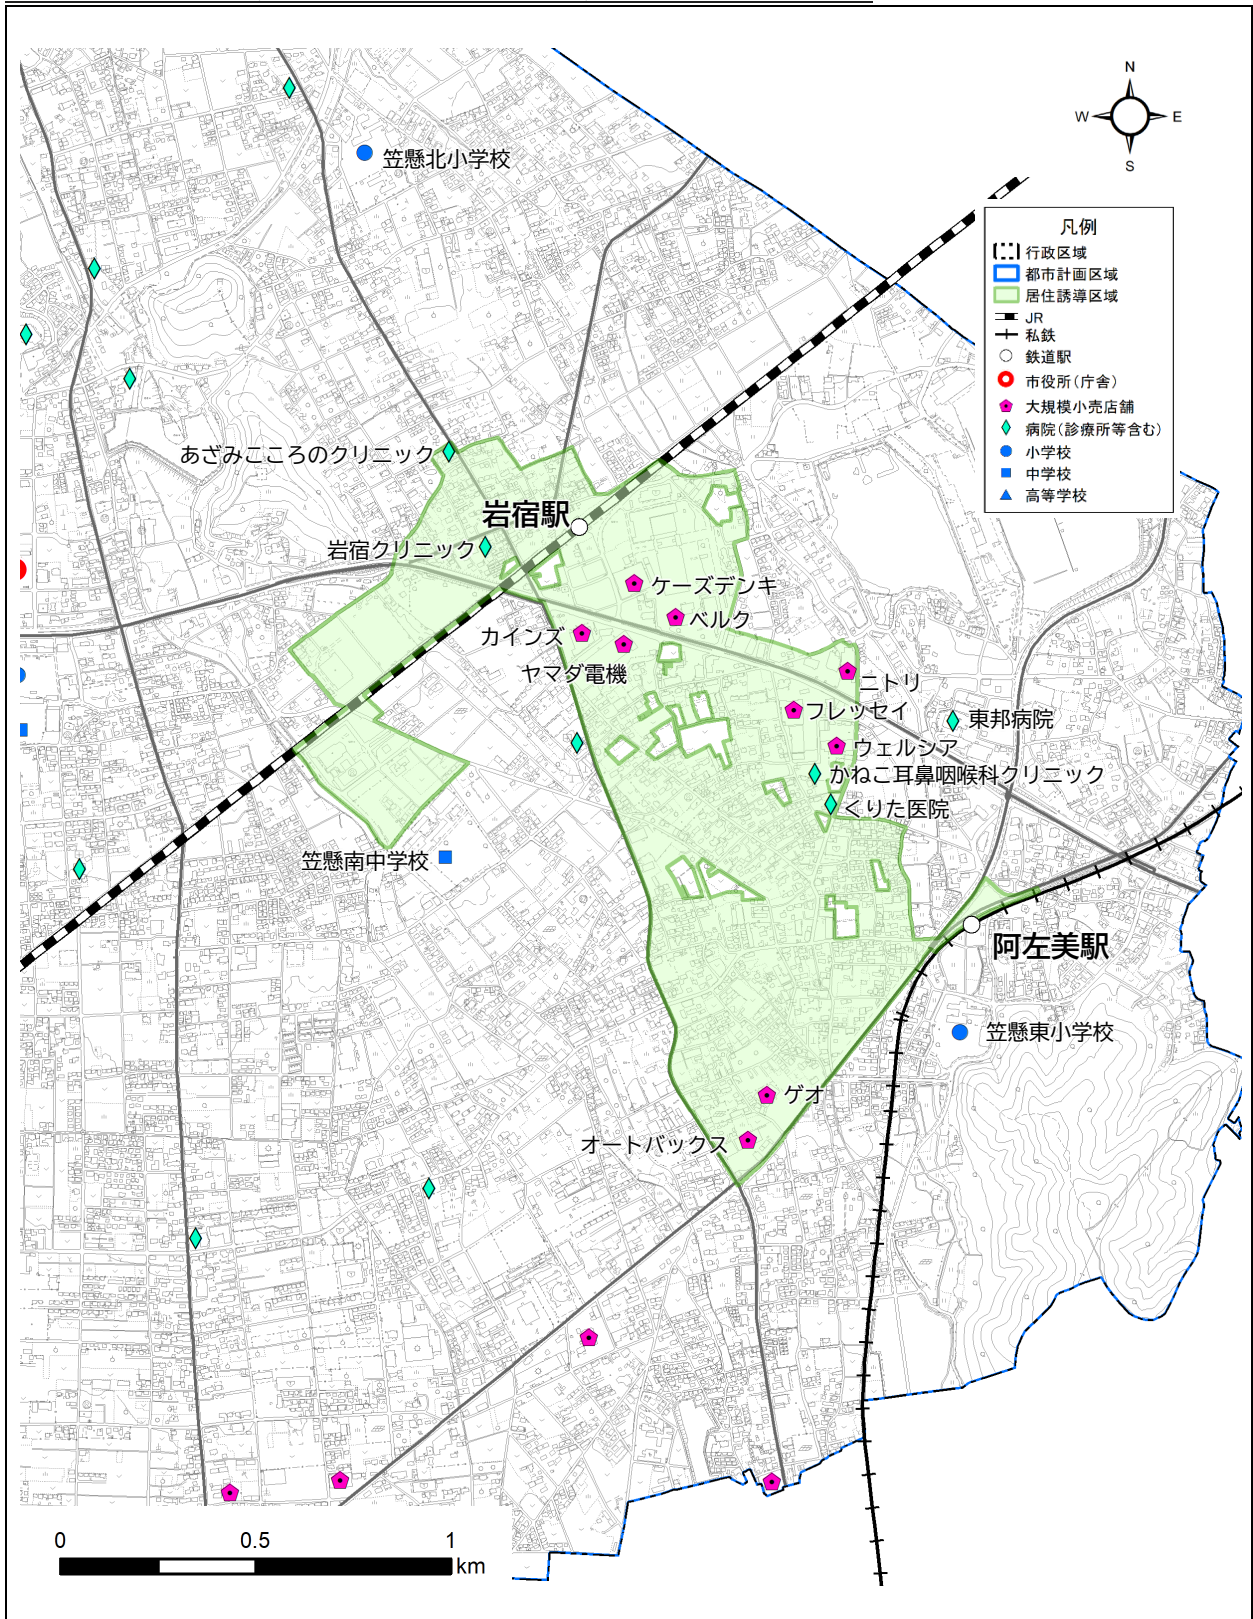 N
W
E
S
笠懸北小学校
凡例
行政区域
都市計画区域
居住誘導区域
JR
私鉄
鉄道駅
市役所(庁舎)
大規模小売店舗
病院(診療所等含む)
小学校
中学校
高等学校
あざみこころのクリニック
岩宿駅
岩宿クリニック
ケーズデンキ
ベルク
カインズ
ヤマダ電機
ニトリ
フレッセイ
東邦病院
ウェルシア
かねこ耳鼻咽喉科クリニック
くりた医院
笠懸南中学校
阿左美駅
笠懸東小学校
ゲオ
オートバックス
0 0.5 1
km